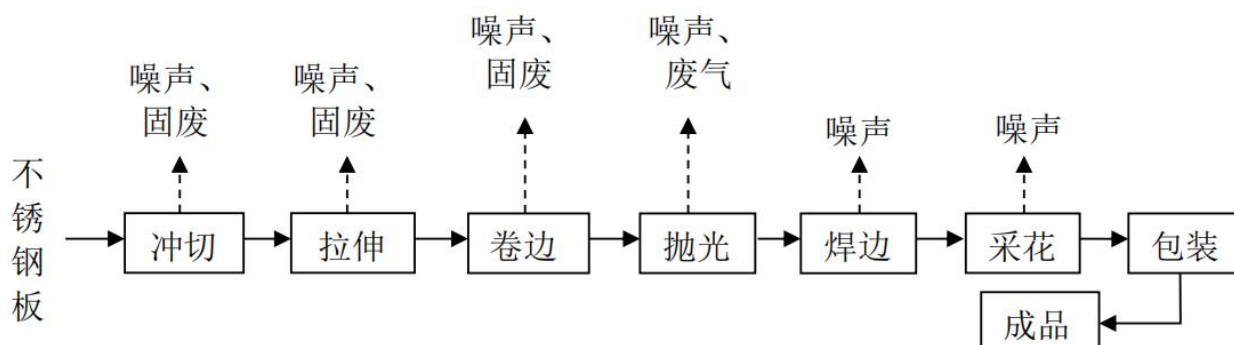 噪声、
固废
噪声、
固废
噪声、
固废
噪声、
废气
噪声
噪声
不锈钢板
冲切
拉伸
卷边
抛光
焊边
采花
包装
成品